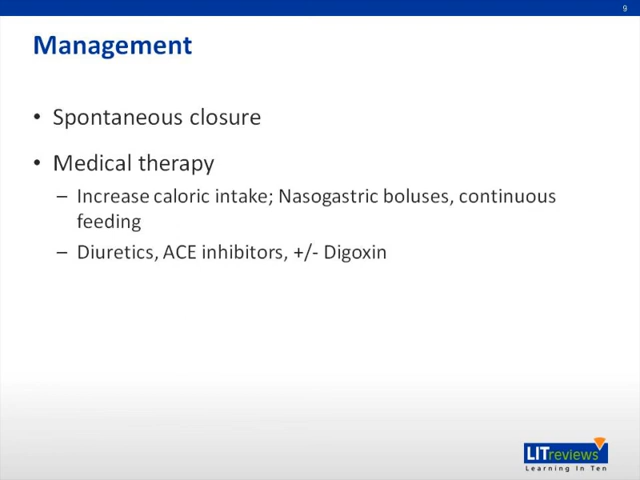 9
Management
• Spontaneous closure
• Medical therapy
– Increase caloric intake; Nasogastric boluses, continuous
feeding
– Diuretics, ACE inhibitors, +/- Digoxin
LITreviews
Learning In Ten